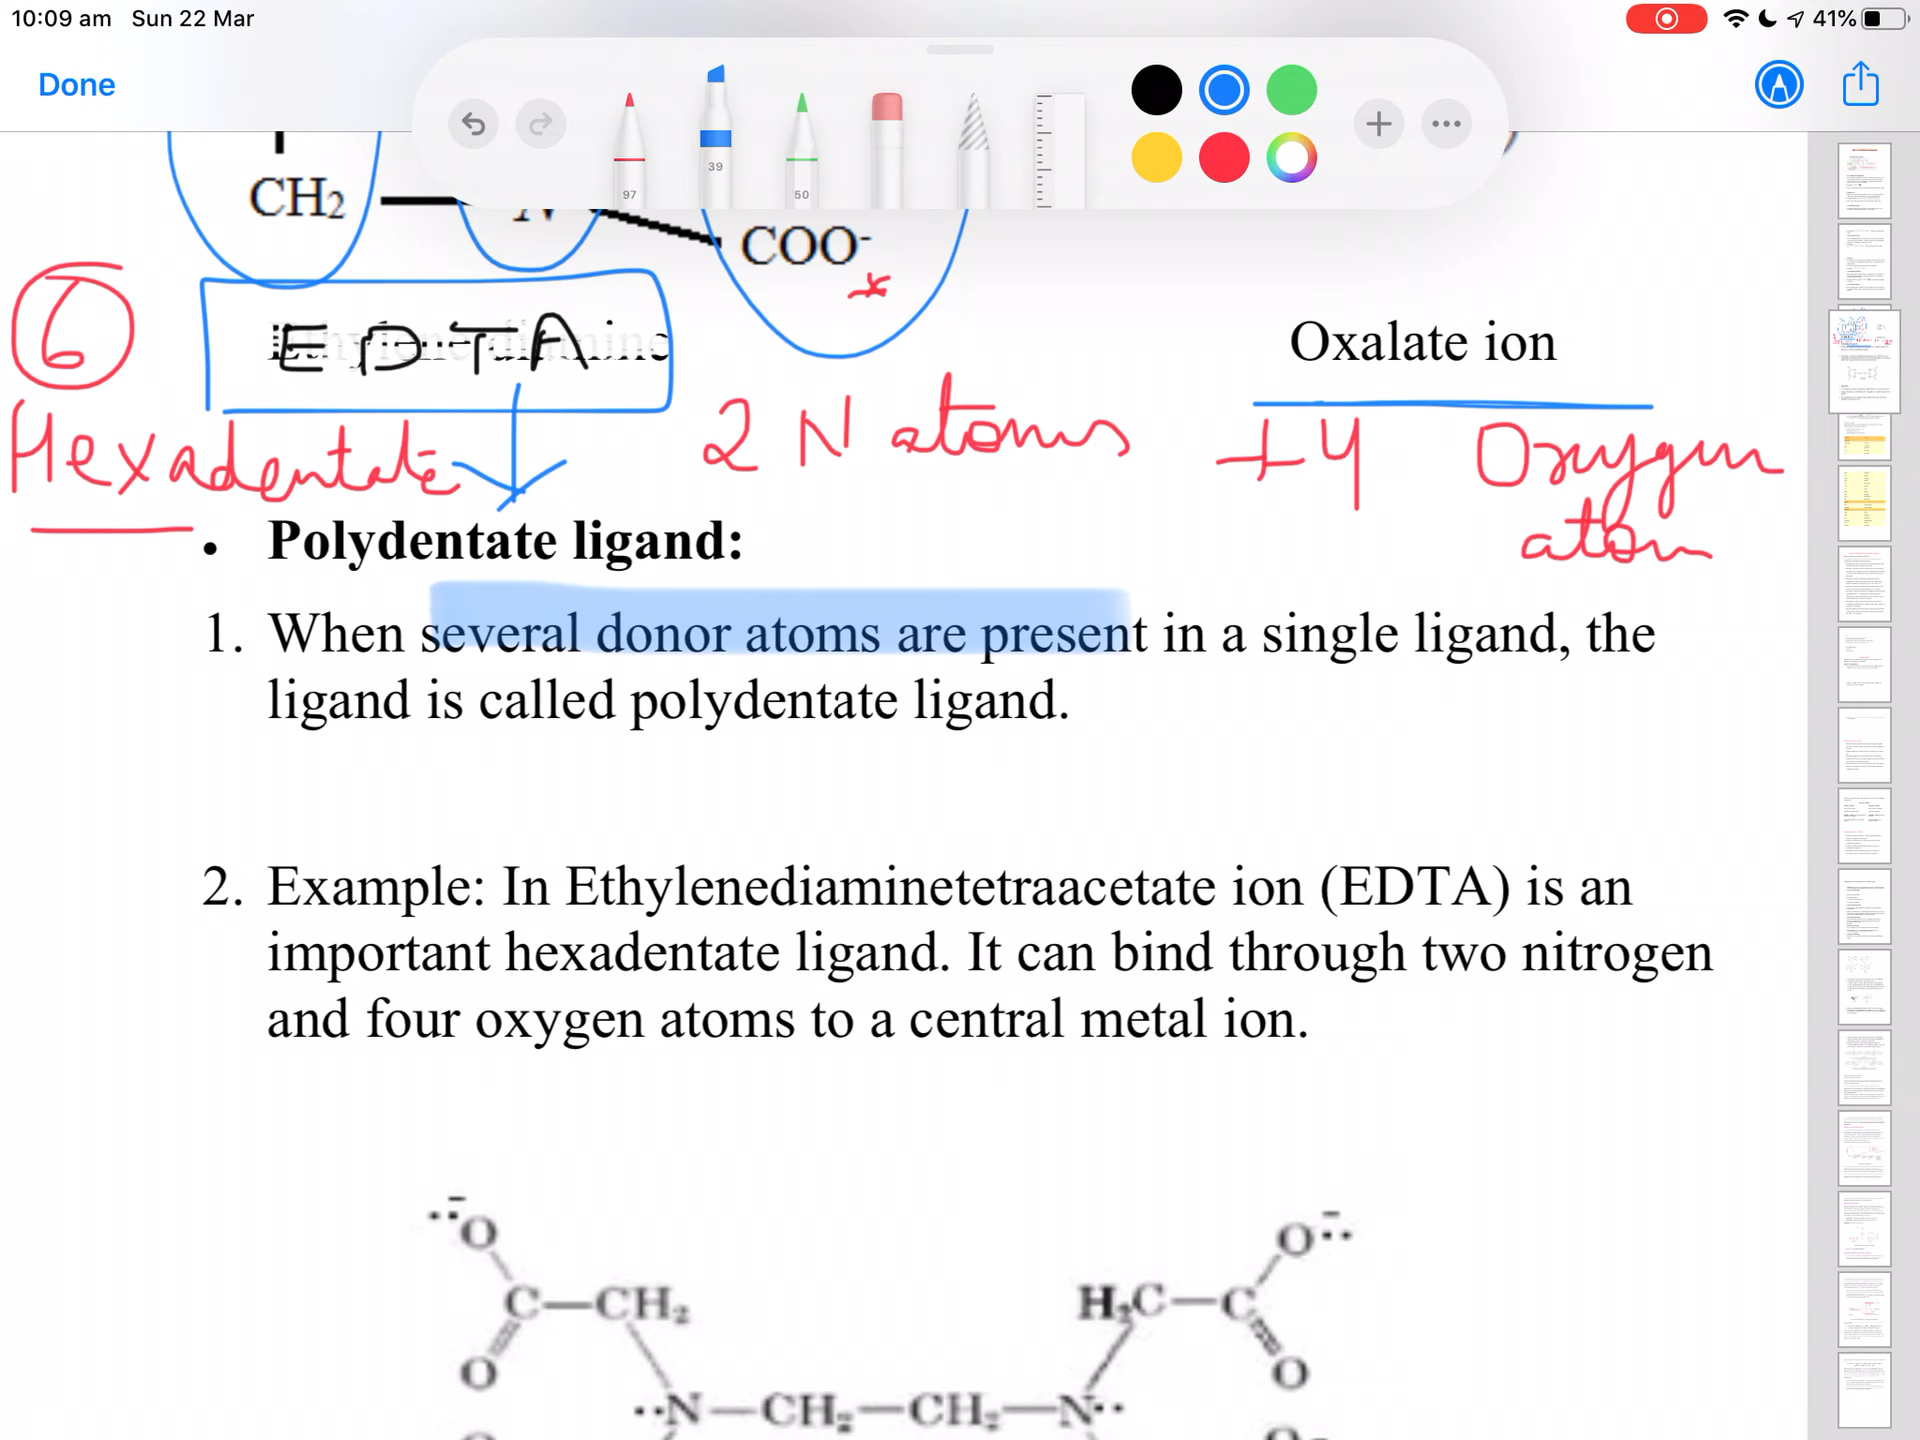 10:09 am Sun 22 Mar 41%
Done
97 39 50
CH2 N COO-
6
EDTA
Ethylene diamine
Oxalate ion
Hexadentate 2 N atoms +4 Oxygen
atom
• Polydentate ligand:
1. When several donor atoms are present in a single ligand, the
ligand is called polydentate ligand.
2. Example: In Ethylenediaminetetraacetate ion (EDTA) is an
important hexadentate ligand. It can bind through two nitrogen
and four oxygen atoms to a central metal ion.
O O
C—CH2 H2C—C
O O
N—CH2—CH2—N